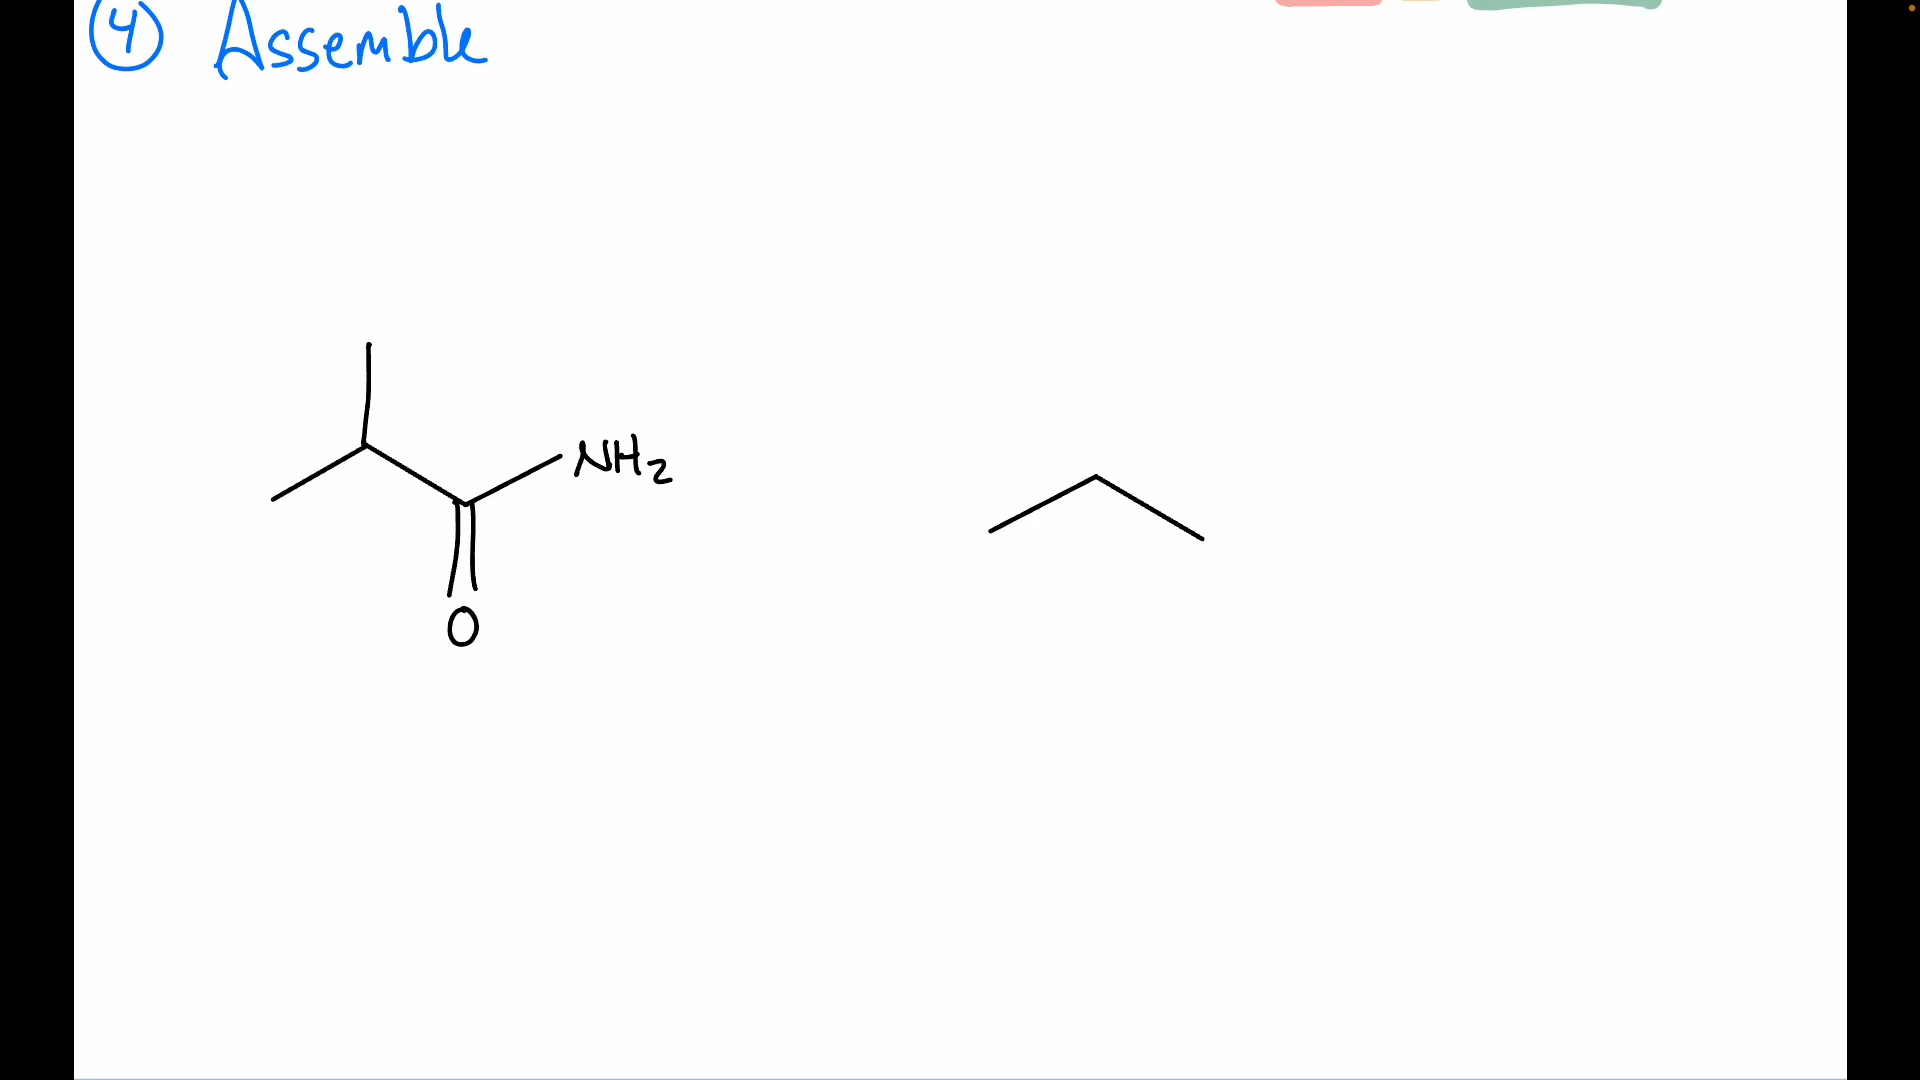 ④ Assemble
NH₂
O